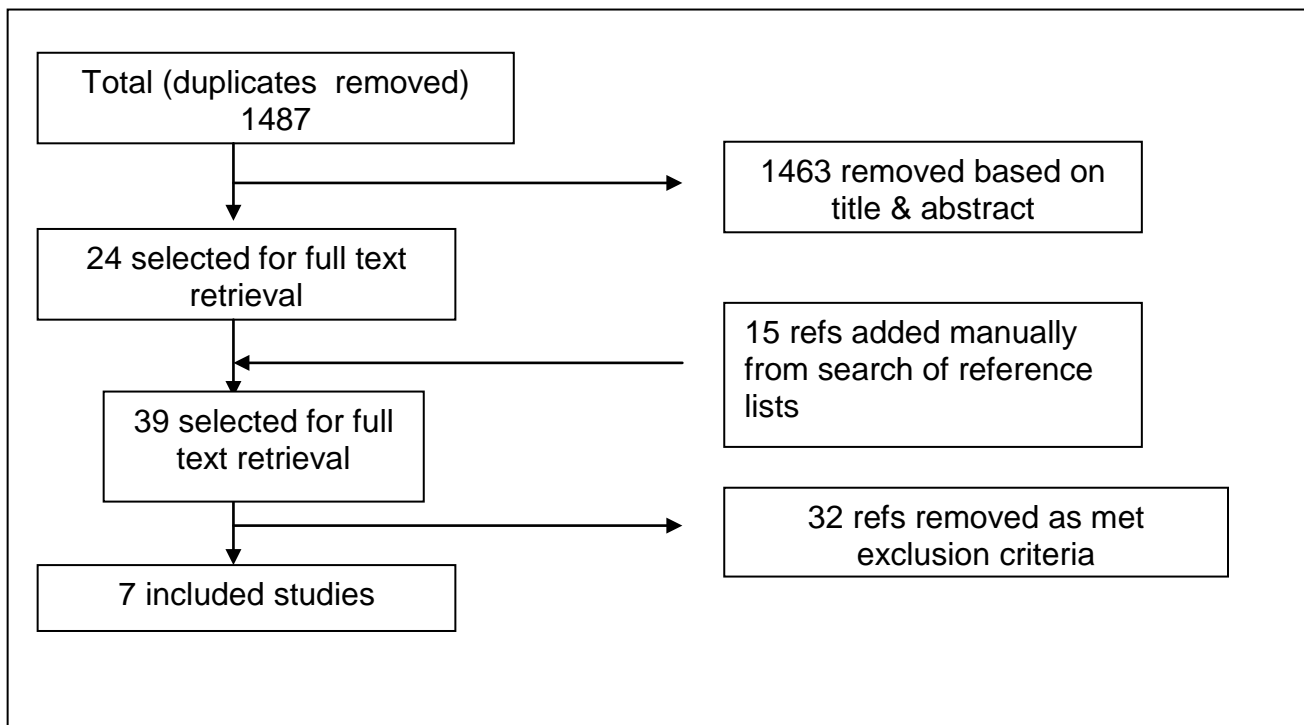 Total (duplicates  removed)
1487
1463 removed based on
title & abstract
24 selected for full text
retrieval
15 refs added manually
from search of reference
lists
39 selected for full
text retrieval
32 refs removed as met
exclusion criteria
7 included studies